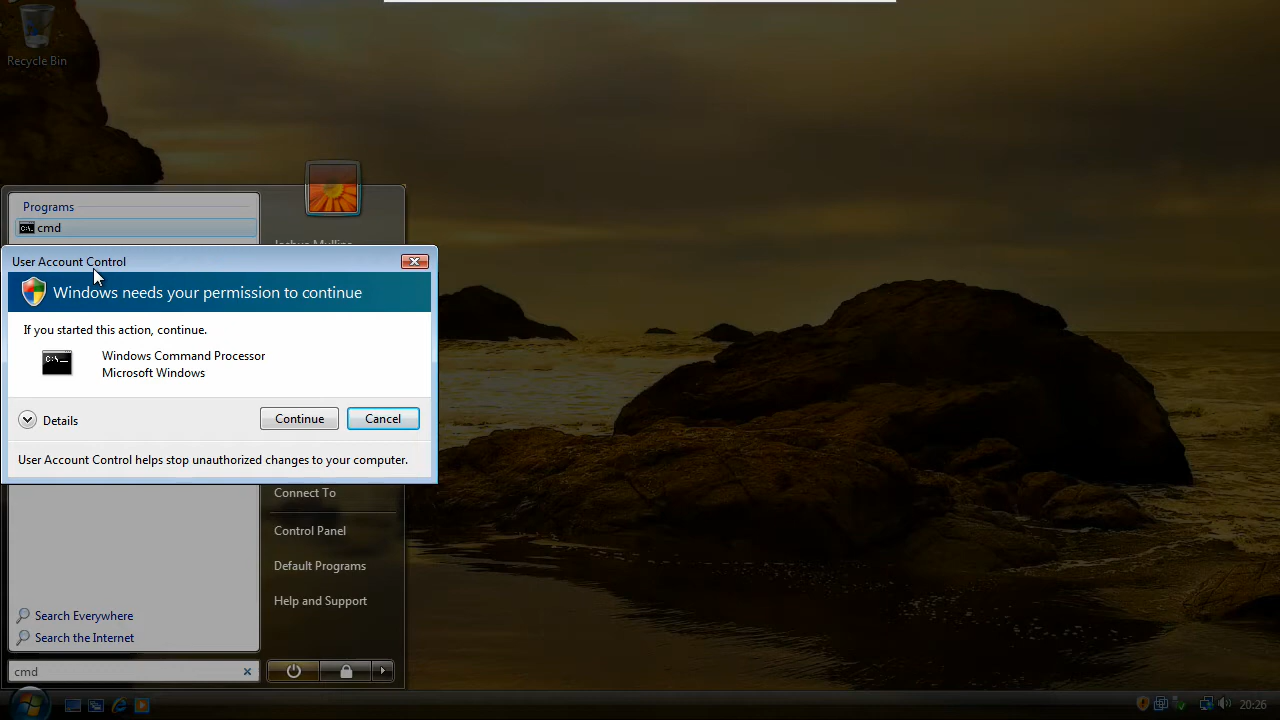 Recycle Bin
Programs
cmd
Joshua Mullins
User Account Control
Windows needs your permission to continue
If you started this action, continue.
Windows Command Processor
Microsoft Windows
Details
Continue
Cancel
User Account Control helps stop unauthorized changes to your computer.
Connect To
Control Panel
Default Programs
Help and Support
Search Everywhere
Search the Internet
cmd
20:26